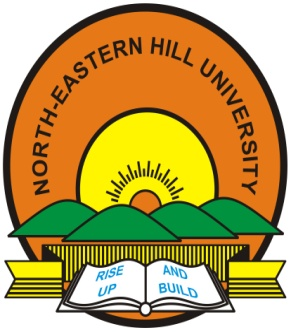 NORTH-EASTERN HILL UNIVERSITY
RISE UP
AND BUILD